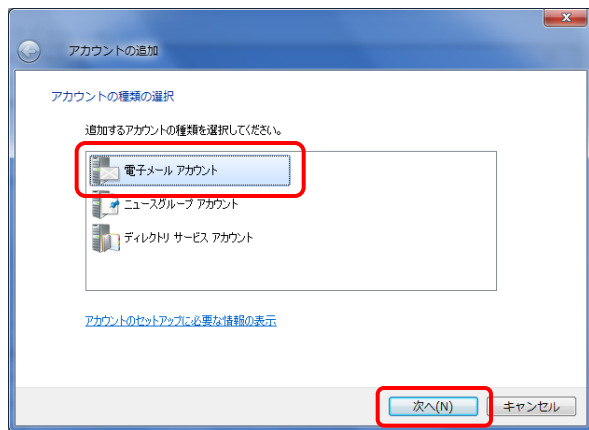 アカウントの追加
アカウントの種類の選択
追加するアカウントの種類を選択してください。
電子メール アカウント
ニュースグループ アカウント
ディレクトリ サービス アカウント
アカウントのセットアップに必要な情報の表示
次へ(N) キャンセル